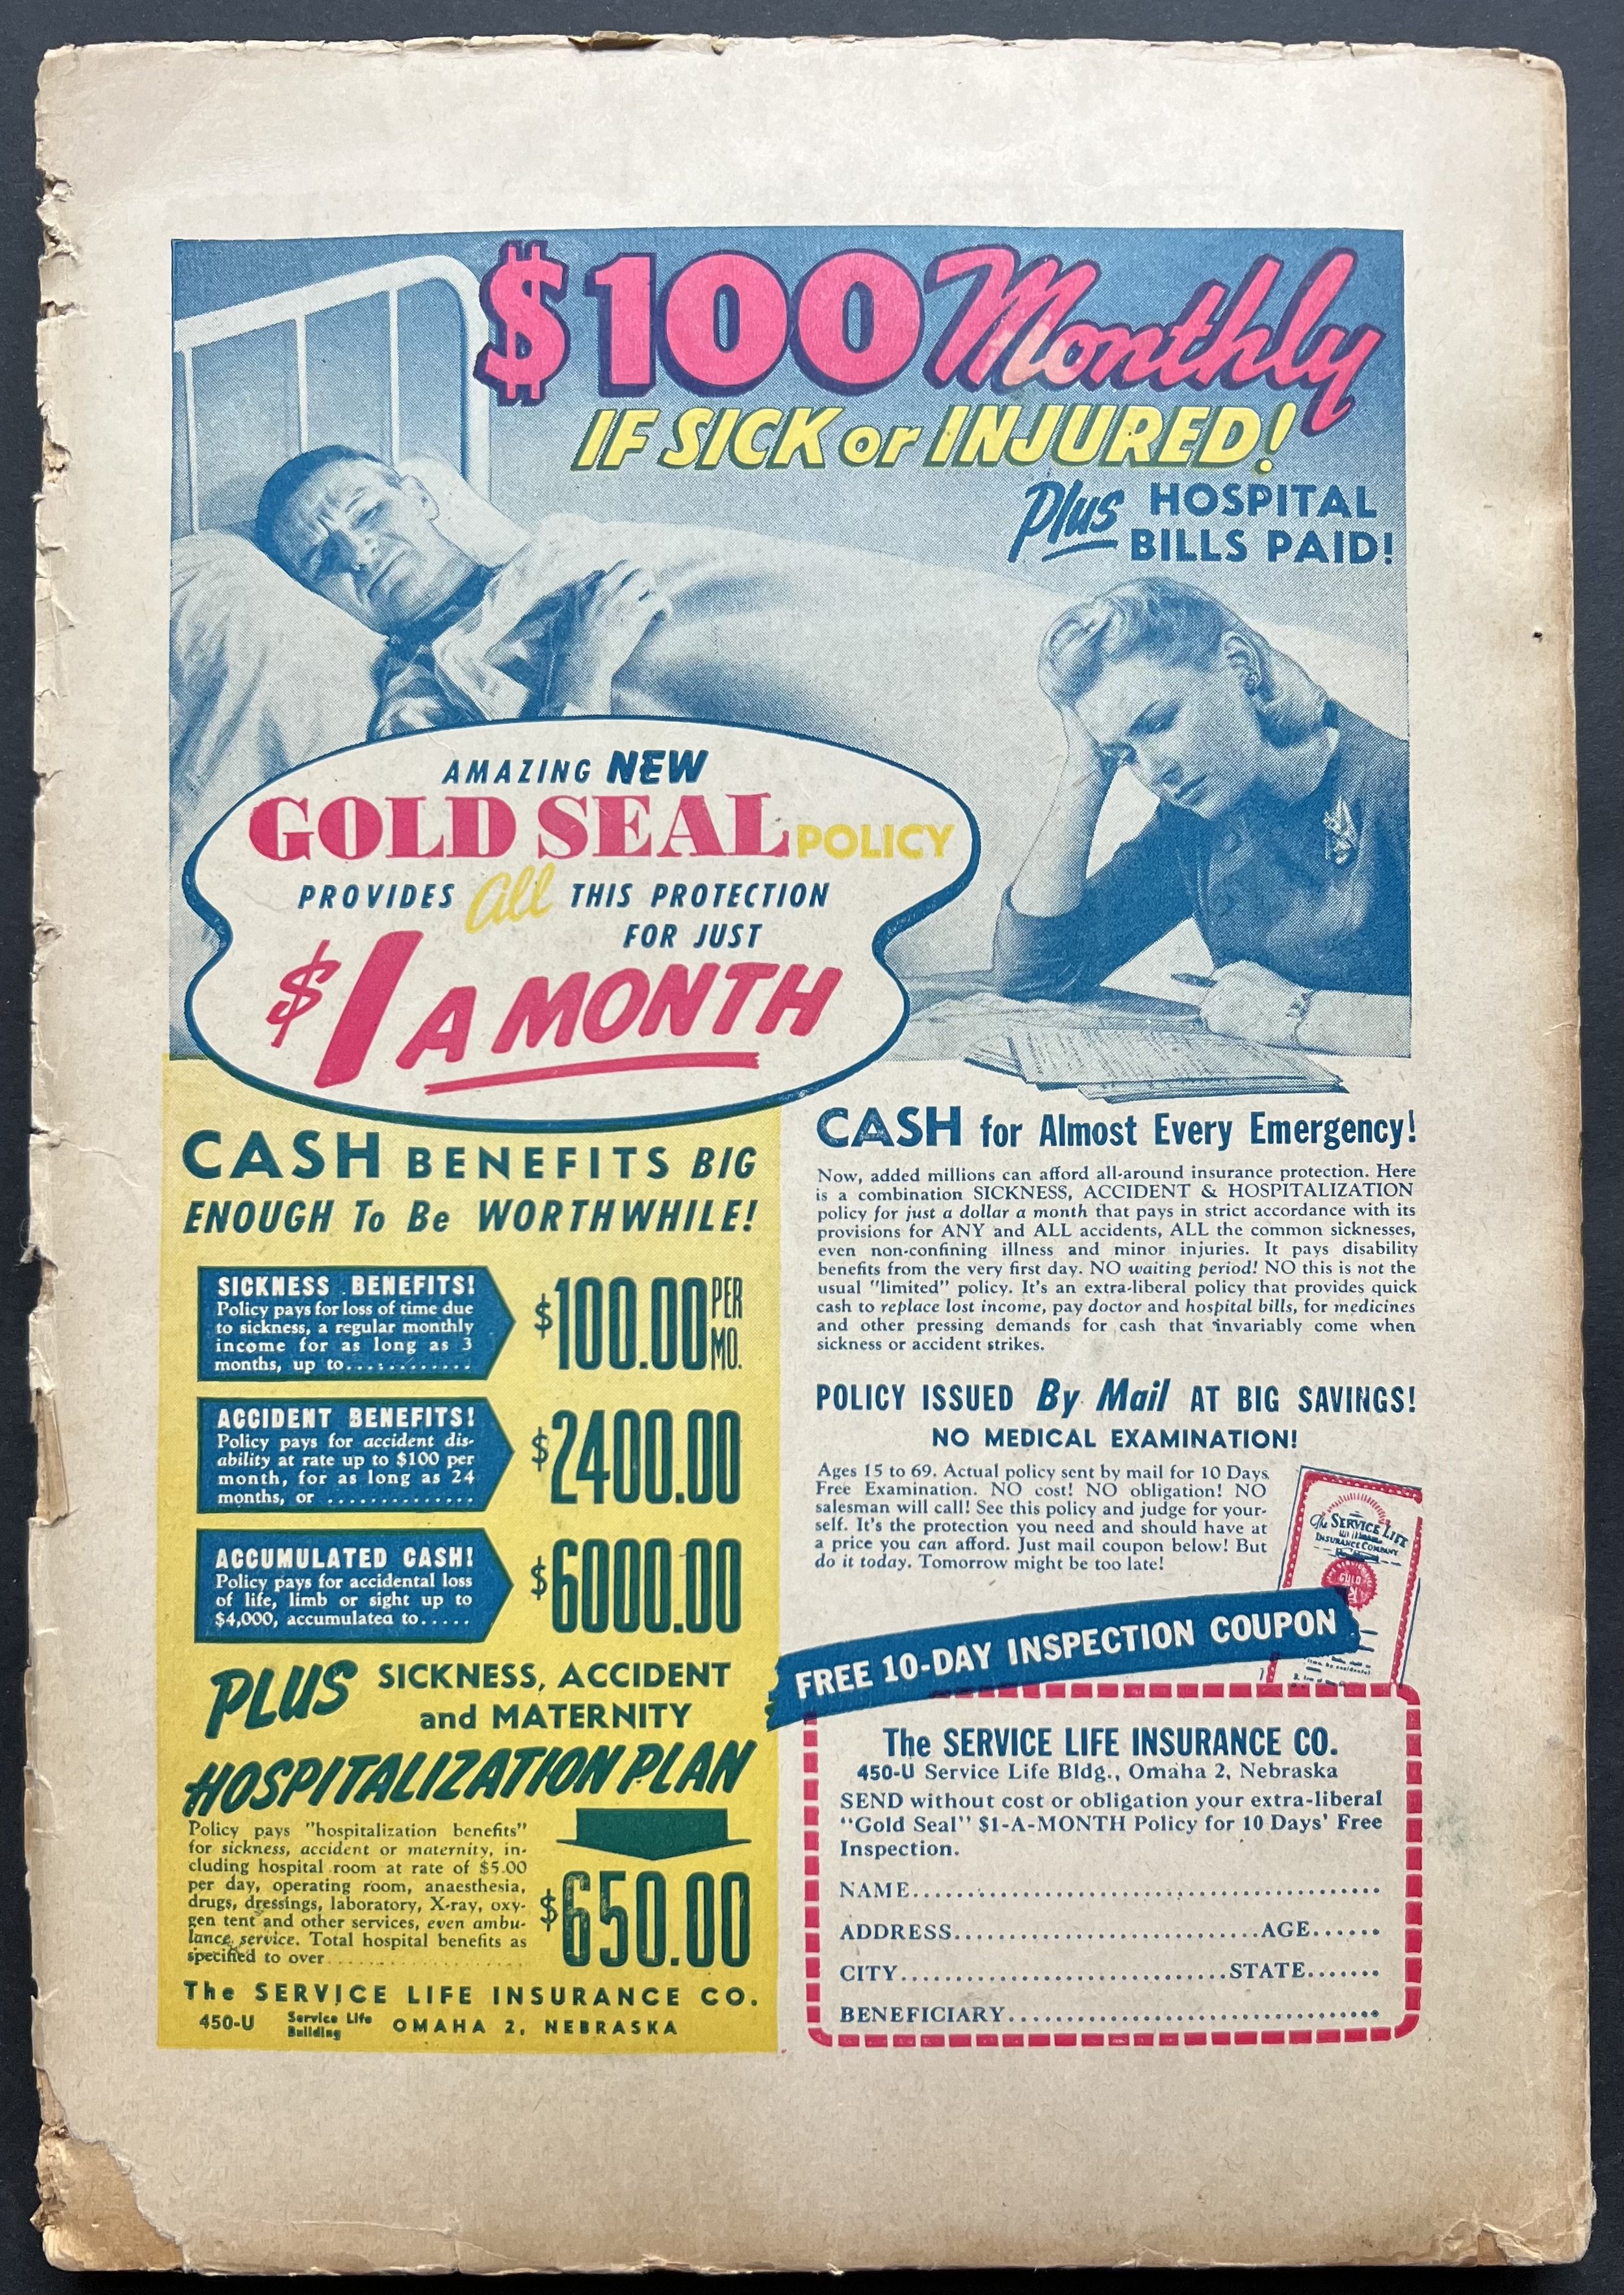 $100 Monthly
IF SICK or INJURED!
Plus HOSPITAL
BILLS PAID!
AMAZING NEW
GOLD SEAL POLICY
PROVIDES All THIS PROTECTION
FOR JUST
$1 A MONTH
CASH BENEFITS BIG
ENOUGH To Be WORTHWHILE!
SICKNESS BENEFITS!
Policy pays for loss of time due
to sickness, a regular monthly
income for as long as 3
months, up to............
$100.00 PER
MO.
ACCIDENT BENEFITS!
Policy pays for accident dis-
ability at rate up to $100 per
month, for as long as 24
months, or ..............
$2400.00
ACCUMULATED CASH!
Policy pays for accidental loss
of life, limb or sight up to
$4,000, accumulated to.....
$6000.00
PLUS SICKNESS, ACCIDENT
and MATERNITY
HOSPITALIZATION PLAN
Policy pays "hospitalization benefits"
for sickness, accident or maternity, in-
cluding hospital room at rate of $5.00
per day, operating room, anaesthesia,
drugs, dressings, laboratory, X-ray, oxy-
gen tent and other services, even ambu-
lance service. Total hospital benefits as
specified to over....................
$650.00
The SERVICE LIFE INSURANCE CO.
450-U Service Life
Building OMAHA 2, NEBRASKA
CASH for Almost Every Emergency!
Now, added millions can afford all-around insurance protection. Here
is a combination SICKNESS, ACCIDENT & HOSPITALIZATION
policy for just a dollar a month that pays in strict accordance with its
provisions for ANY and ALL accidents, ALL the common sicknesses,
even non-confining illness and minor injuries. It pays disability
benefits from the very first day. NO waiting period! NO this is not the
usual "limited" policy. It's an extra-liberal policy that provides quick
cash to replace lost income, pay doctor and hospital bills, for medicines
and other pressing demands for cash that invariably come when
sickness or accident strikes.
POLICY ISSUED By Mail AT BIG SAVINGS!
NO MEDICAL EXAMINATION!
Ages 15 to 69. Actual policy sent by mail for 10 Days
Free Examination. NO cost! NO obligation! NO
salesman will call! See this policy and judge for your-
self. It's the protection you need and should have at
a price you can afford. Just mail coupon below! But
do it today. Tomorrow might be too late!
The SERVICE LIFE
INSURANCE COMPANY
GOLD
FREE 10-DAY INSPECTION COUPON
The SERVICE LIFE INSURANCE CO.
450-U Service Life Bldg., Omaha 2, Nebraska
SEND without cost or obligation your extra-liberal
"Gold Seal" $1-A-MONTH Policy for 10 Days' Free
Inspection.
NAME................................................
ADDRESS...............................AGE......
CITY.................................STATE.......
BENEFICIARY......................................